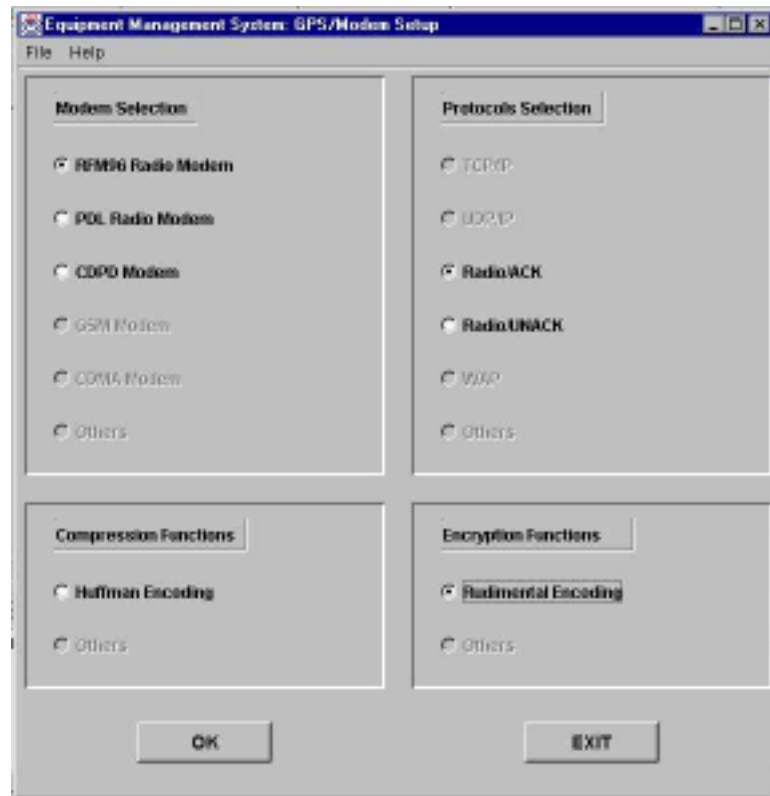 Equipment Management System: GPS/Modem Setup
File Help
Modem Selection
RFM96 Radio Modem
PDL Radio Modem
CDPD Modem
GSM Modem
CDMA Modem
Others
Protocols Selection
TCP/IP
UDP/IP
Radio/ACK
Radio/UNACK
WAP
Others
Compression Functions
Huffman Encoding
Others
Encryption Functions
Rudimental Encoding
Others
OK
EXIT